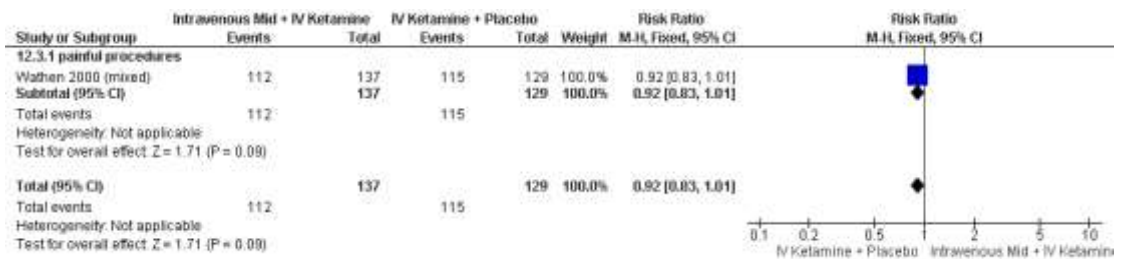 Intravenous Mid + IV Ketamine IV Ketamine + Placebo Risk Ratio Risk Ratio
Study or Subgroup Events Total Events Total Weight M-H, Fixed, 95% CI M-H, Fixed, 95% CI
12.3.1 painful procedures
Wathen 2000 (mixed) 112 137 115 129 100.0% 0.92 [0.83, 1.01]
Subtotal (95% CI) 137 129 100.0% 0.92 [0.83, 1.01]
Total events 112 115
Heterogeneity: Not applicable
Test for overall effect: Z = 1.71 (P = 0.09)
Total (95% CI) 137 129 100.0% 0.92 [0.83, 1.01]
Total events 112 115
Heterogeneity: Not applicable
Test for overall effect: Z = 1.71 (P = 0.09)
0.1 0.2 0.5 1 2 5 10
IV Ketamine + Placebo Intravenous Mid + IV Ketamin